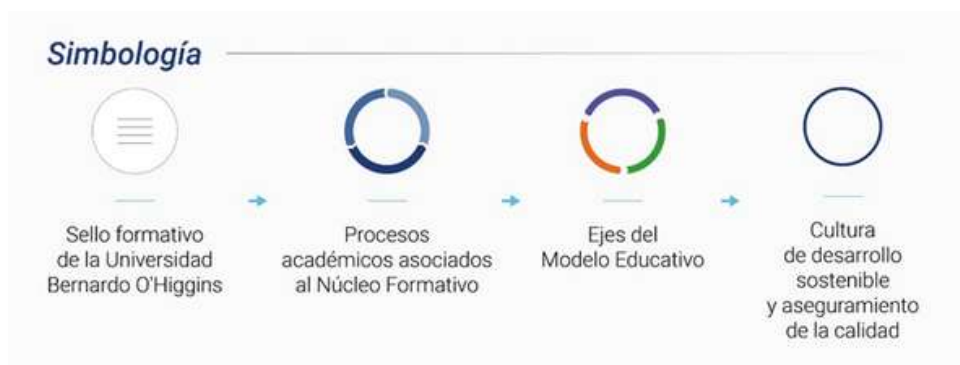 Simbología
Sello formativo
de la Universidad
Bernardo O'Higgins
Procesos
académicos asociados
al Núcleo Formativo
Ejes del
Modelo Educativo
Cultura
de desarrollo
sostenible
y aseguramiento
de la calidad